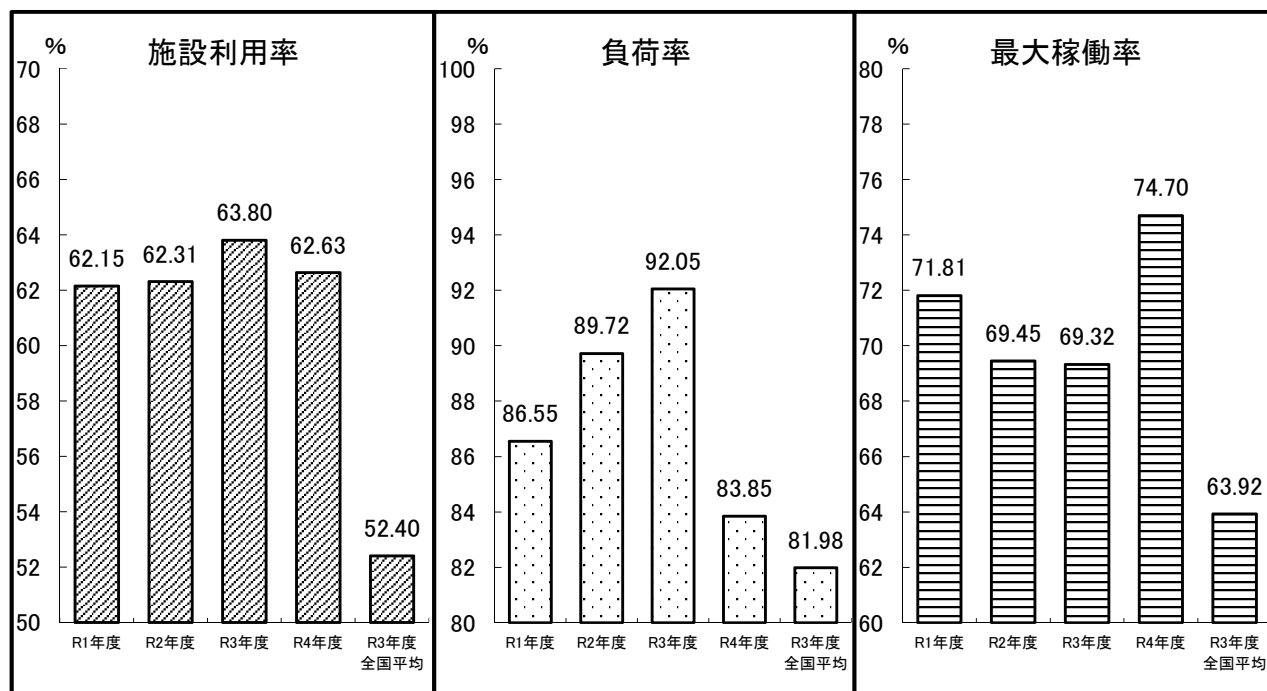 %
施設利用率
70
68
66
64
62
60
58
56
54
52
50
62.15
62.31
63.80
62.63
52.40
R1年度
R2年度
R3年度
R4年度
R3年度
全国平均
%
負荷率
100
98
96
94
92
90
88
86
84
82
80
86.55
89.72
92.05
83.85
81.98
R1年度
R2年度
R3年度
R4年度
R3年度
全国平均
%
最大稼働率
80
78
76
74
72
70
68
66
64
62
60
71.81
69.45
69.32
74.70
63.92
R1年度
R2年度
R3年度
R4年度
R3年度
全国平均